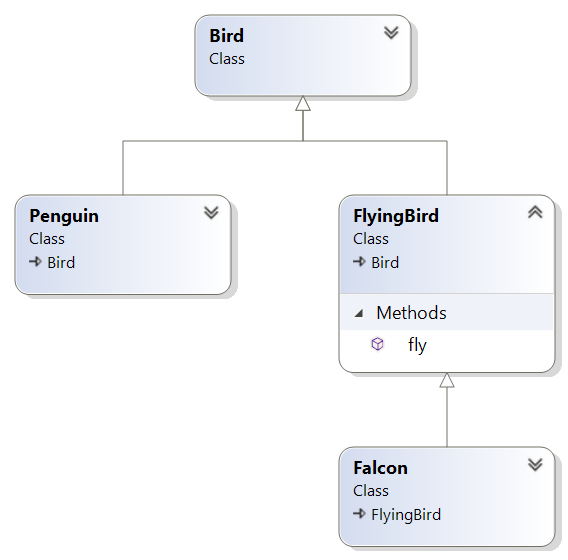 Bird
Class
Penguin
Class
Bird
FlyingBird
Class
Bird
Methods
fly
Falcon
Class
FlyingBird